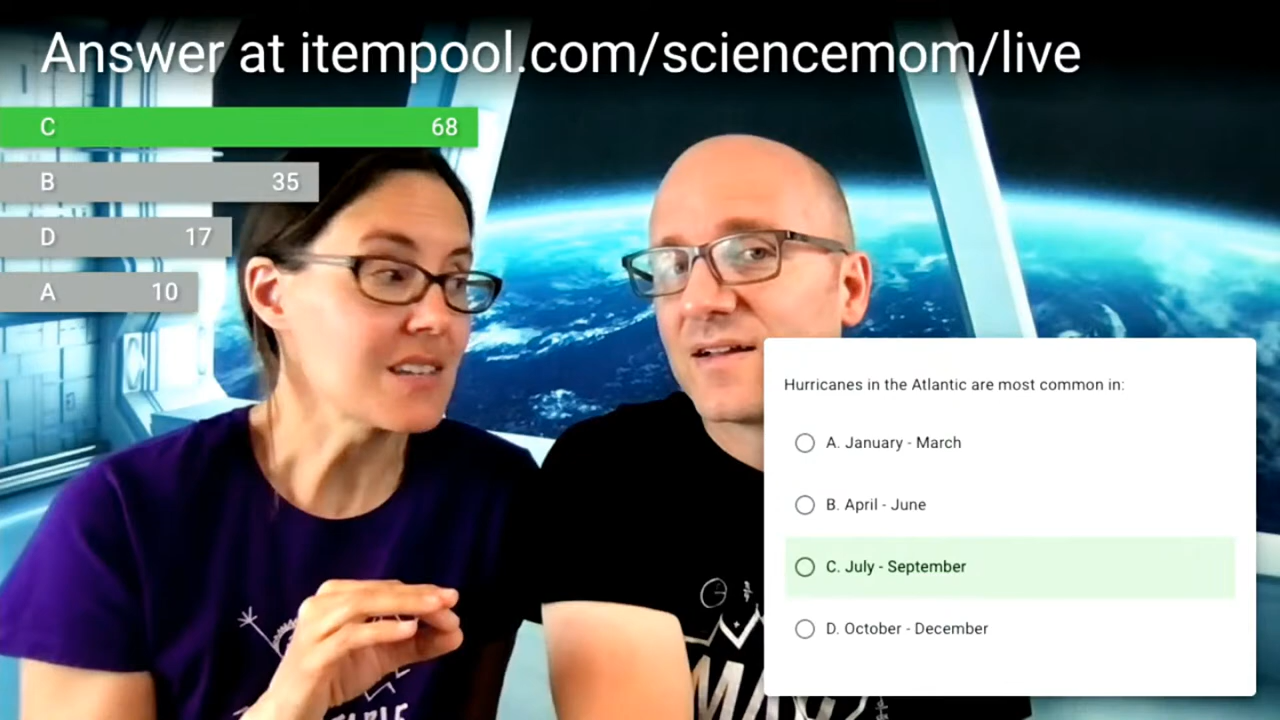 Answer at itempool.com/sciencemom/live
C 68
B 35
D 17
A 10
Hurricanes in the Atlantic are most common in:
A. January - March
B. April - June
C. July - September
D. October - December